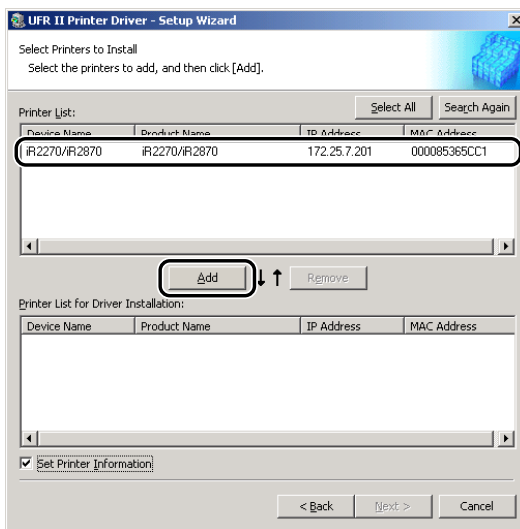 UFR II Printer Driver - Setup Wizard
Select Printers to Install
Select the printers to add, and then click [Add].
Printer List: Select All Search Again
Device Name Product Name IP Address MAC Address
iR2270/iR2870 iR2270/iR2870 172.25.7.201 000085365CC1
Add ↓ ↑ Remove
Printer List for Driver Installation:
Device Name Product Name IP Address MAC Address
Set Printer Information
< Back Next > Cancel